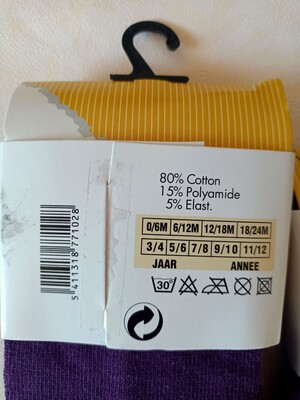 80% Cotton
15% Polyamide
5% Elast.
0/6M 6/12M 12/18M 18/24M
3/4 5/6 7/8 9/10 11/12
JAAR ANNEE
30°
5 411318 771028